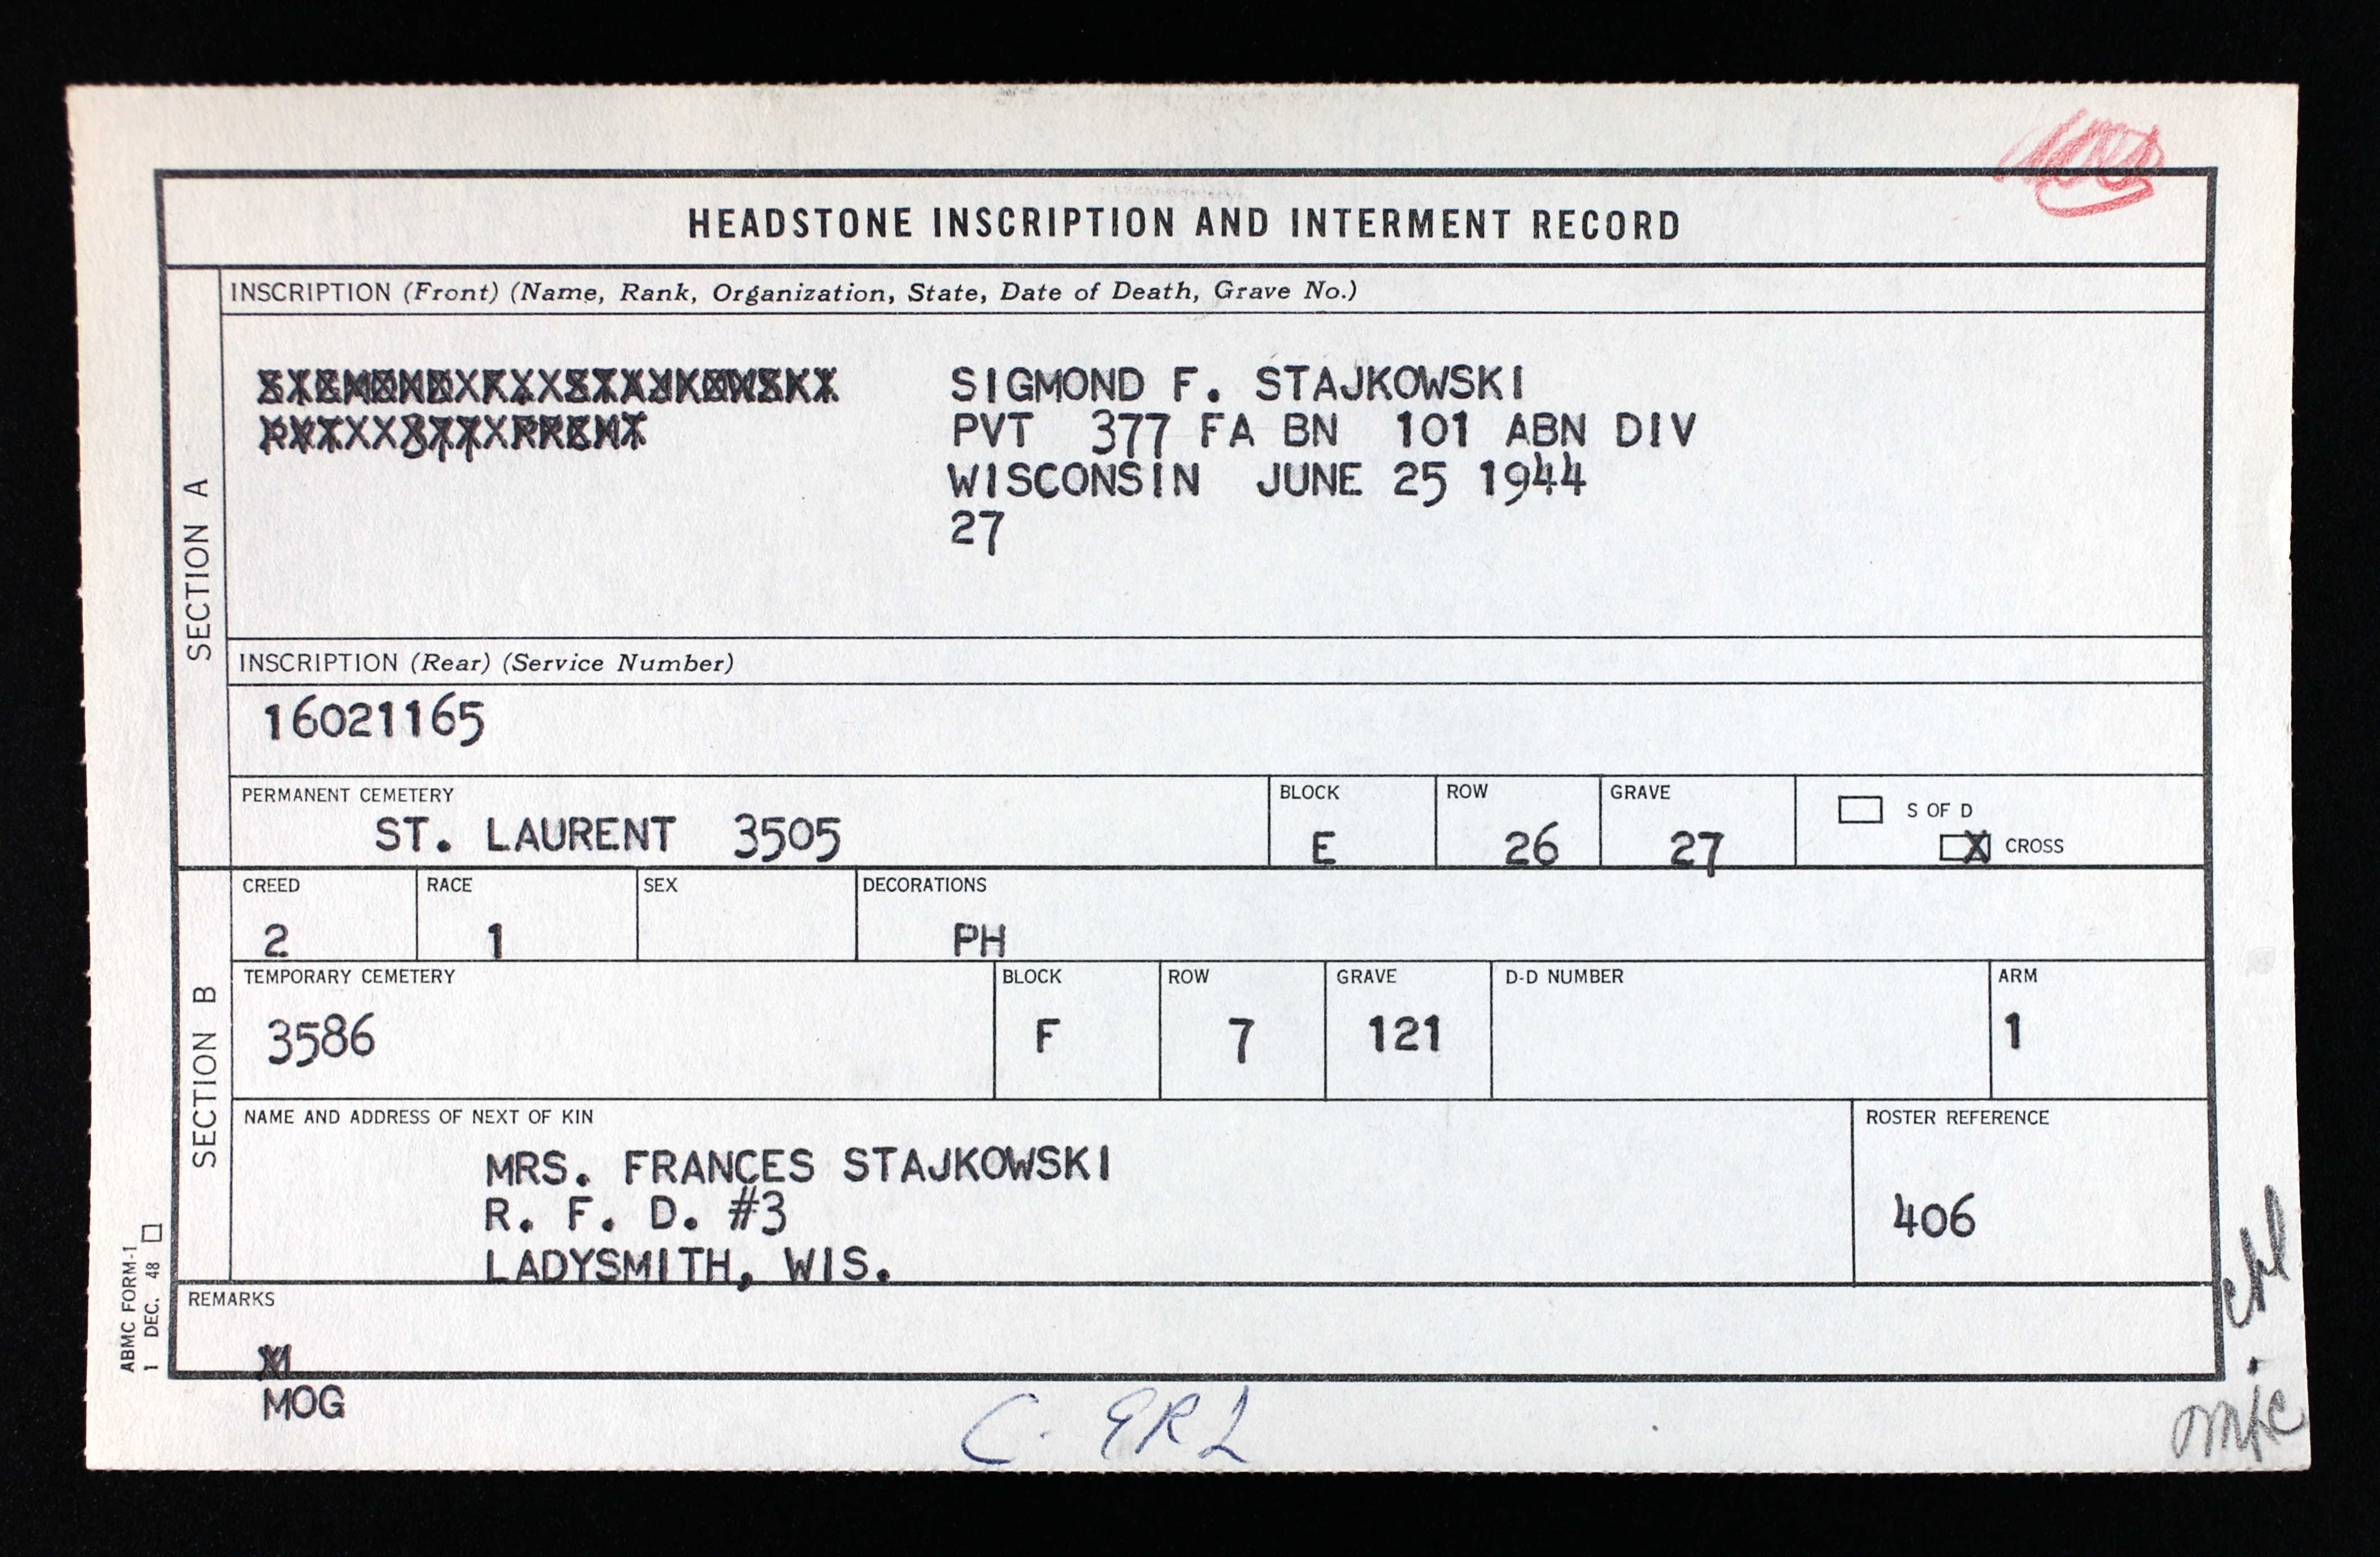 HEADSTONE INSCRIPTION AND INTERMENT RECORD
SECTION A
INSCRIPTION (Front) (Name, Rank, Organization, State, Date of Death, Grave No.)
SIGMOND F. STAJKOWSKI
PVT 377 FA BN 101 ABN DIV
WISCONSIN JUNE 25 1944
27
INSCRIPTION (Rear) (Service Number)
16021165
PERMANENT CEMETERY
ST. LAURENT 3505
BLOCK
E
ROW
26
GRAVE
27
S OF D
X CROSS
SECTION B
CREED
2
RACE
1
SEX
DECORATIONS
PH
TEMPORARY CEMETERY
3586
BLOCK
F
ROW
7
GRAVE
121
D-D NUMBER
ARM
1
NAME AND ADDRESS OF NEXT OF KIN
MRS. FRANCES STAJKOWSKI
R. F. D. #3
LADYSMITH, WIS.
ROSTER REFERENCE
406
REMARKS
MOG
ABMC FORM-1
1 DEC. 48
C. ERL